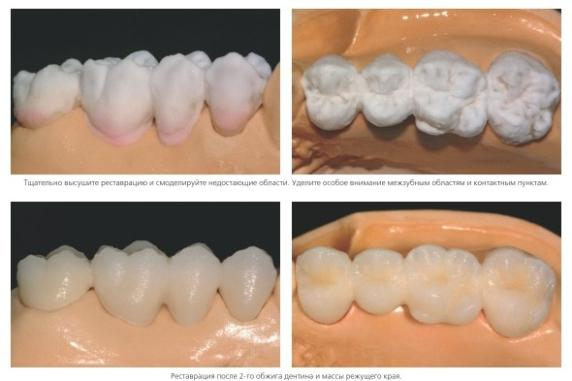 Тщательно высушите реставрацию и смоделируйте недостающие области. Уделите особое внимание межзубным областям и контактным пунктам.
Реставрация после 2-го обжига дентина и массы режущего края.